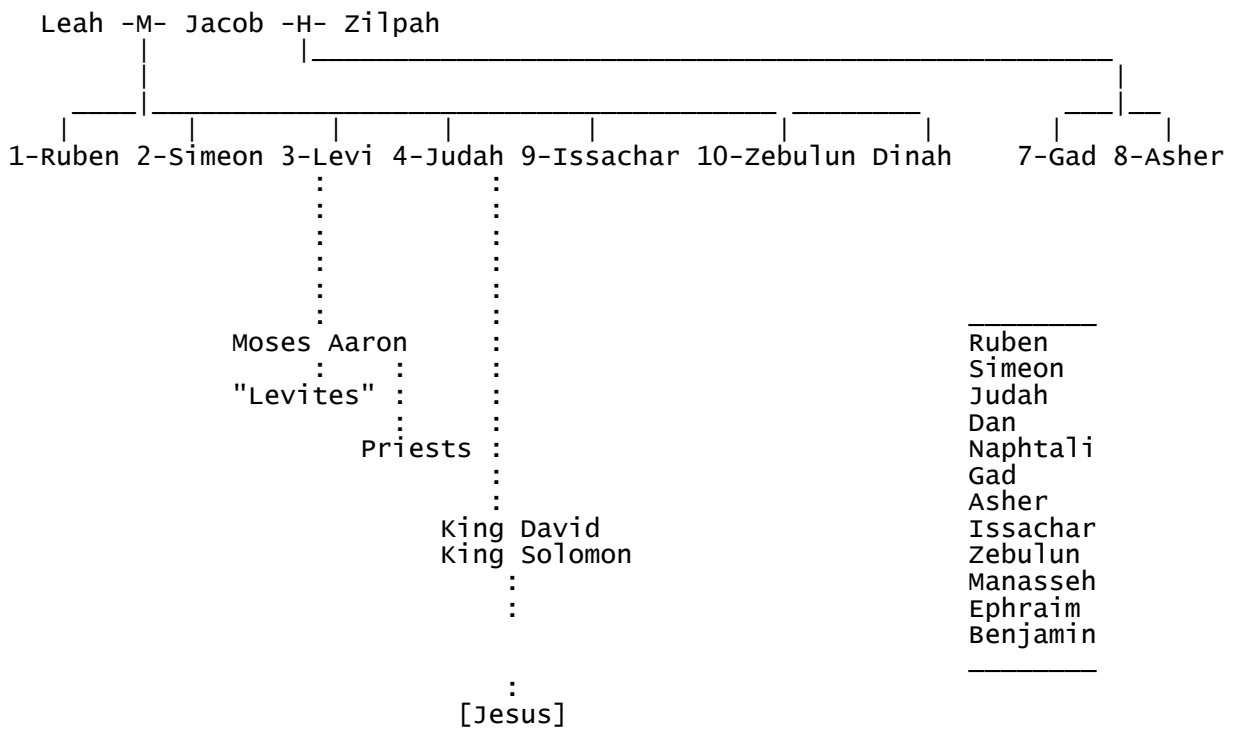 Leah -M- Jacob -H- Zilpah
1-Ruben 2-Simeon 3-Levi 4-Judah 9-Issachar 10-Zebulun Dinah 7-Gad 8-Asher
Moses Aaron : Ruben
Simeon
"Levites" : : Judah
Dan
Priests : Naphtali
Gad
Asher
King David Issachar
King Solomon Zebulun
Manasseh
Ephraim
Benjamin
[Jesus]